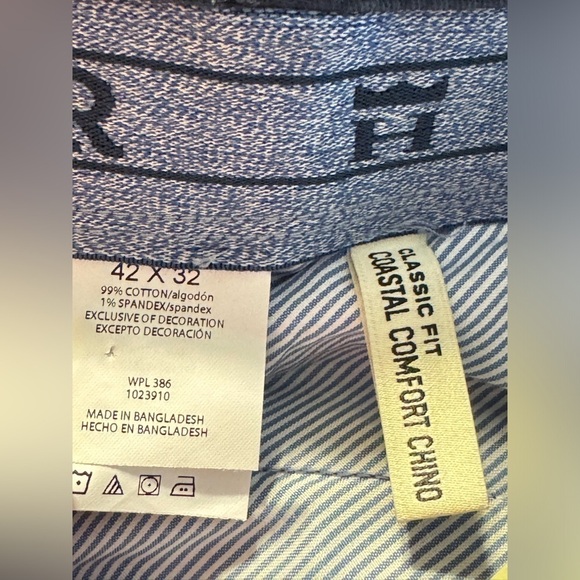 R H
42 X 32
99% COTTON/algodón
1% SPANDEX/spandex
EXCLUSIVE OF DECORATION
EXCEPTO DECORACIÓN
WPL 386
1023910
MADE IN BANGLADESH
HECHO EN BANGLADESH
CLASSIC FIT
COASTAL COMFORT CHINO